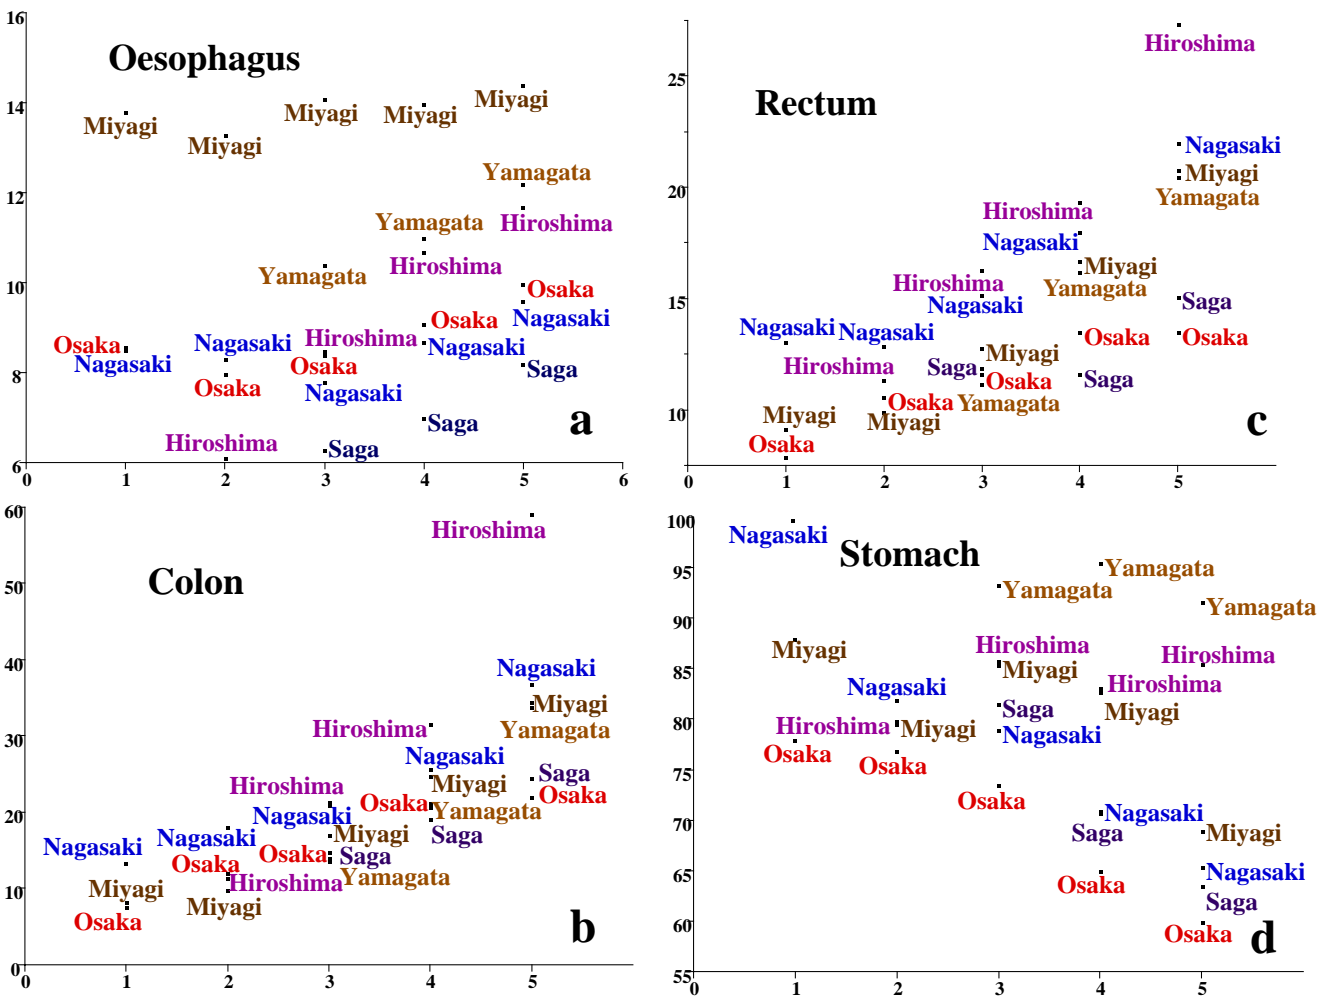 Oesophagus
16
14
12
10
8
6
Miyagi
Miyagi
Miyagi
Miyagi
Miyagi
Yamagata
Yamagata
Hiroshima
Yamagata
Hiroshima
Osaka
Osaka
Nagasaki
Osaka
Nagasaki
Hiroshima
Nagasaki
Nagasaki
Osaka
Saga
Osaka
Nagasaki
Saga
Hiroshima
Saga
a
0 1 2 3 4 5 6
Rectum
25
20
15
10
Hiroshima
Nagasaki
Miyagi
Yamagata
Hiroshima
Nagasaki
Miyagi
Hiroshima
Yamagata
Nagasaki
Saga
Nagasaki
Nagasaki
Osaka
Osaka
Miyagi
Hiroshima
Saga
Osaka
Saga
Osaka
Yamagata
Miyagi
Miyagi
Osaka
c
0 1 2 3 4 5
Colon
60
50
40
30
20
10
0
Hiroshima
Nagasaki
Miyagi
Hiroshima
Yamagata
Nagasaki
Saga
Hiroshima
Miyagi
Osaka
Osaka
Yamagata
Nagasaki
Nagasaki
Miyagi
Saga
Nagasaki
Osaka
Osaka
Saga
Yamagata
Miyagi
Hiroshima
Miyagi
Osaka
b
0 1 2 3 4 5
Stomach
100
95
90
85
80
75
70
65
60
55
Nagasaki
Yamagata
Yamagata
Yamagata
Miyagi
Hiroshima
Hiroshima
Miyagi
Nagasaki
Hiroshima
Saga
Miyagi
Hiroshima
Miyagi
Nagasaki
Osaka
Osaka
Osaka
Nagasaki
Saga
Miyagi
Nagasaki
Osaka
Saga
Osaka
d
0 1 2 3 4 5